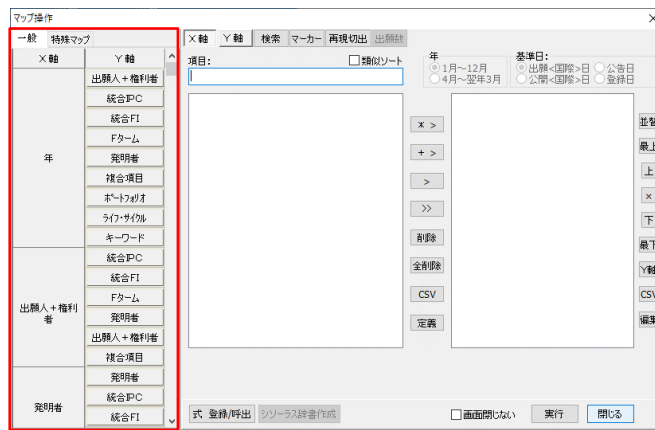 マップ操作
一般 特殊マップ
X 軸 Y 軸
年
出願人+権利者
統合IPC
統合FI
Fターム
発明者
複合項目
ポートフォリオ
ライフ・サイクル
キーワード
出願人+権利者
統合IPC
統合FI
Fターム
発明者
出願人+権利者
複合項目
発明者
発明者
統合IPC
統合FI
X 軸 Y 軸 検索 マーカー 再現切出 出願数
項目: 類似ソート
年
1月~12月
4月~翌年3月
基準日:
出願<国際>日 公告日
公開<国際>日 登録日
* >
+ >
>
>>
削除
全削除
CSV
定義
並替
最上
上
×
下
最下
Y軸
CSV
編集
式 登録/呼出 シソーラス辞書作成 画面閉じない 実行 閉じる